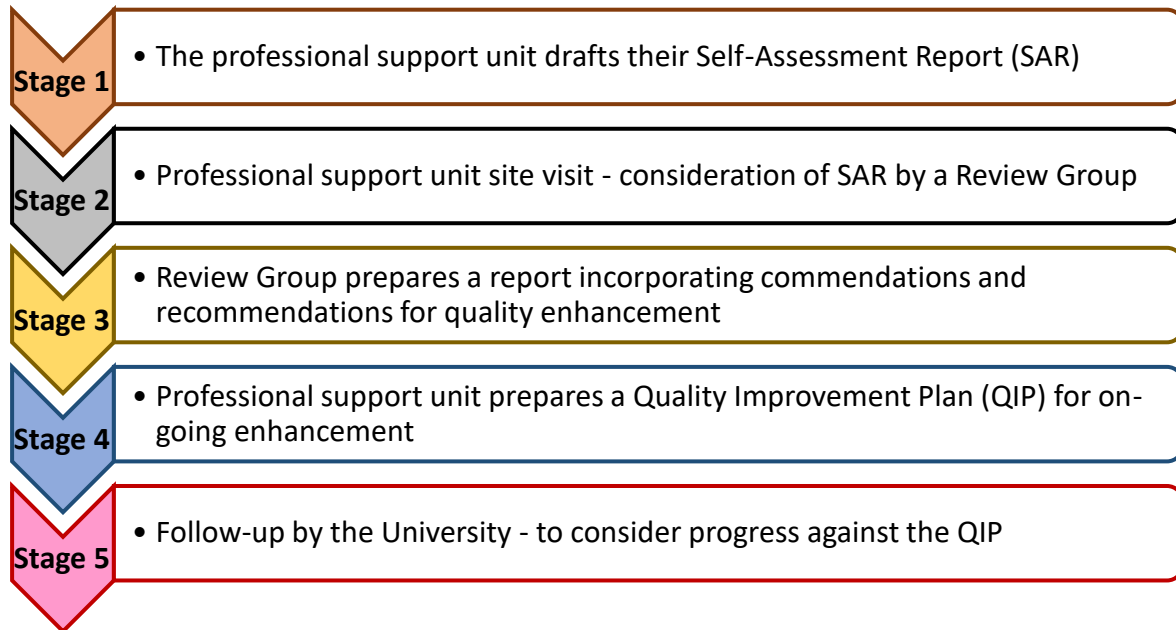 Stage 1
• The professional support unit drafts their Self-Assessment Report (SAR)
Stage 2
• Professional support unit site visit - consideration of SAR by a Review Group
Stage 3
• Review Group prepares a report incorporating commendations and
recommendations for quality enhancement
Stage 4
• Professional support unit prepares a Quality Improvement Plan (QIP) for on-
going enhancement
Stage 5
• Follow-up by the University - to consider progress against the QIP